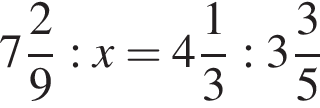 7 2/9 : x = 4 1/3 : 3 3/5